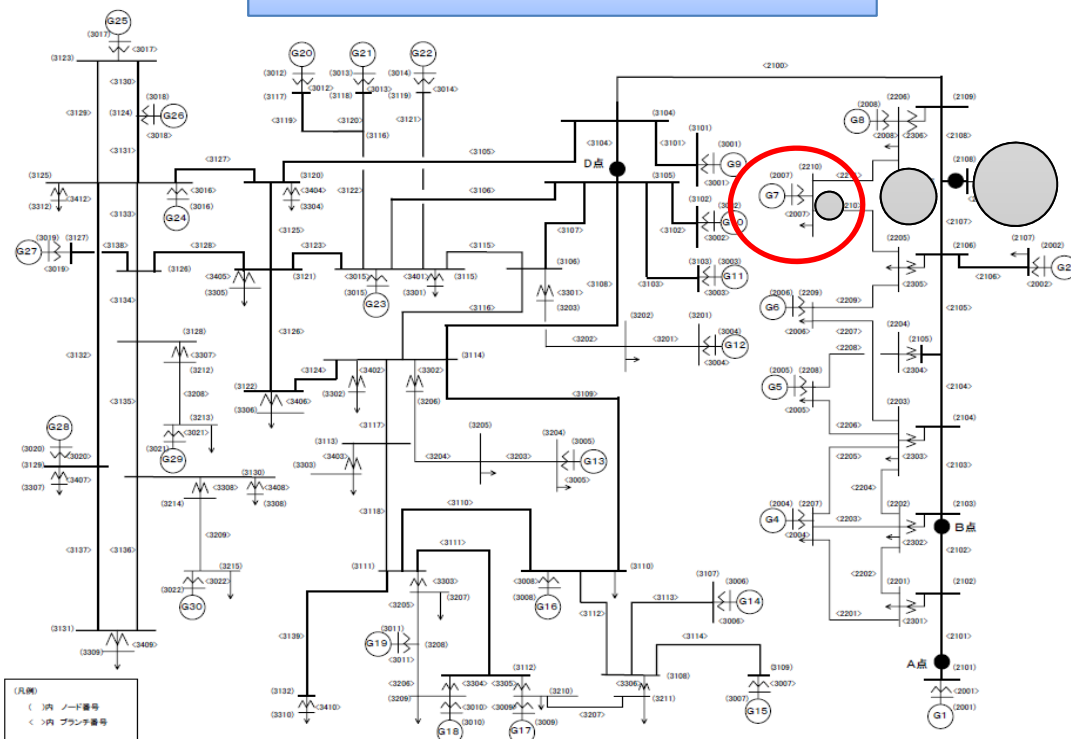 G25
(3017) <3017>
(3123)
<3130>
(3018)
<3129> (3124) G26
<3018>
<3131>
G20 G21 G22
(3012) (3013) (3014)
<3012> <3013> <3014>
(3117) (3118) (3119)
<3119> <3120> <3121>
<3116>
<2100>
(3104)
<3104> <3101> (3101)
D点 (3001)
G9
<3001>
(3105)
<3127> <3105>
(3125) <3016> (3120)
<3412> (3016) <3404>
(3312) G24 (3304)
<3133> <3125>
<3122> <3106>
<3107> <3102> (3102)
<3002>
(3019) (3127)
G27 <3138> <3128> <3123> <3115>
<3019> (3126) (3121) <3015> <3401> (3115) (3106)
<3405> (3015) (3301)
(3305) G23
<3301>
(3203)
<3108> <3103> (3103) (3003)
G11
<3003>
<3134> <3126> <3116>
(3202) (3201) (3004)
<3202> <3201> G12
<3004>
(3128)
<3132> <3307>
(3212)
<3124> <3402> <3302> (3114)
(3122) (3302) (3206)
<3135> <3208> <3406>
(3306) <3109>
(3213)
<3021>
(3021)
G29
<3117>
(3113) (3205) (3204) (3005)
<3403> <3204> <3203> G13
(3303) <3005>
G28
(3020)
<3020>
(3129)
<3407>
(3307)
(3130)
<3308> <3408>
(3214) (3308)
<3118> <3110>
<3209> <3111>
<3137> <3136> (3215)
<3022>
(3022)
G30
(3111) <3303> <3008> (3110)
(3205) (3207) (3008)
G16
(3107) (3006)
<3113> G14
<3006>
<3112>
(3131)
<3409>
(3309)
<3139> (3011)
G19 (3208)
<3011>
<3114>
(3132) <3206> <3304> <3305> (3112) <3306> (3108) (3109)
<3410> (3209) <3010> <3009> (3210) (3211) <3007>
(3310) (3010) (3009) <3207> (3007)
G18 G17 G15
(2008) (2206) (2109)
G8
<2008> <2306> <2108>
(2210) (2108)
(2007)
G7
<2007> <2107>
(2205) (2106) (2107) (2002)
<2305> <2106> G2
<2002>
(2006) (2209) <2209>
G6
<2006> <2207> (2204) <2105>
<2208> (2105)
<2304>
(2005) (2208)
G5
<2005> (2203) <2104>
<2206> (2104)
<2205> <2303>
<2204> <2103>
(2004) (2207) (2202) (2103)
G4 <2203> B点
<2004> <2302>
<2202> <2102>
(2201) (2102)
<2201> <2301>
<2101>
A点 (2101)
<2001>
(2001)
G1
(凡例)
( )内 ノード番号
< >内 ブランチ番号